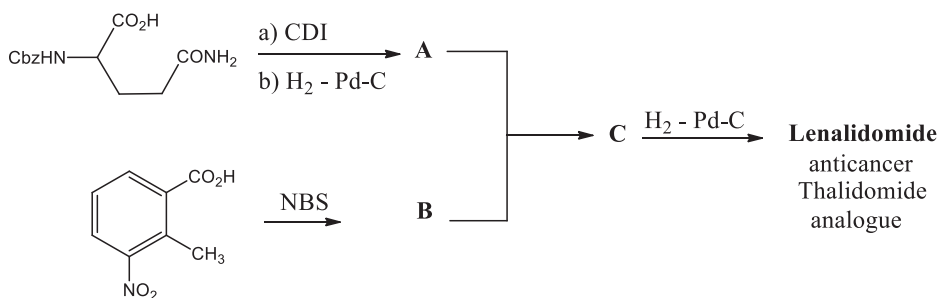 CO2H
a) CDI
CbzHN
CONH2
A
b) H2 - Pd-C
C
H2 - Pd-C
Lenalidomide
anticancer
Thalidomide
analogue
CO2H
NBS
B
CH3
NO2